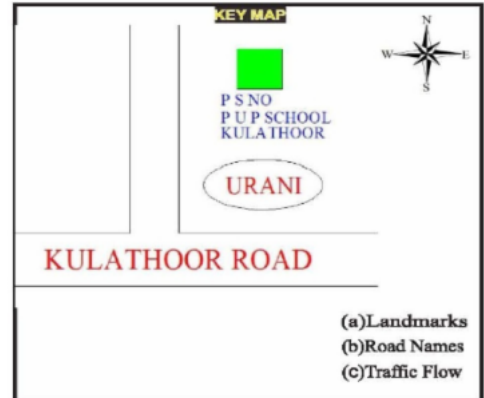 KEY MAP
N
W
E
S
P S NO
P U P SCHOOL
KULATHOOR
URANI
KULATHOOR ROAD
(a)Landmarks
(b)Road Names
(c)Traffic Flow